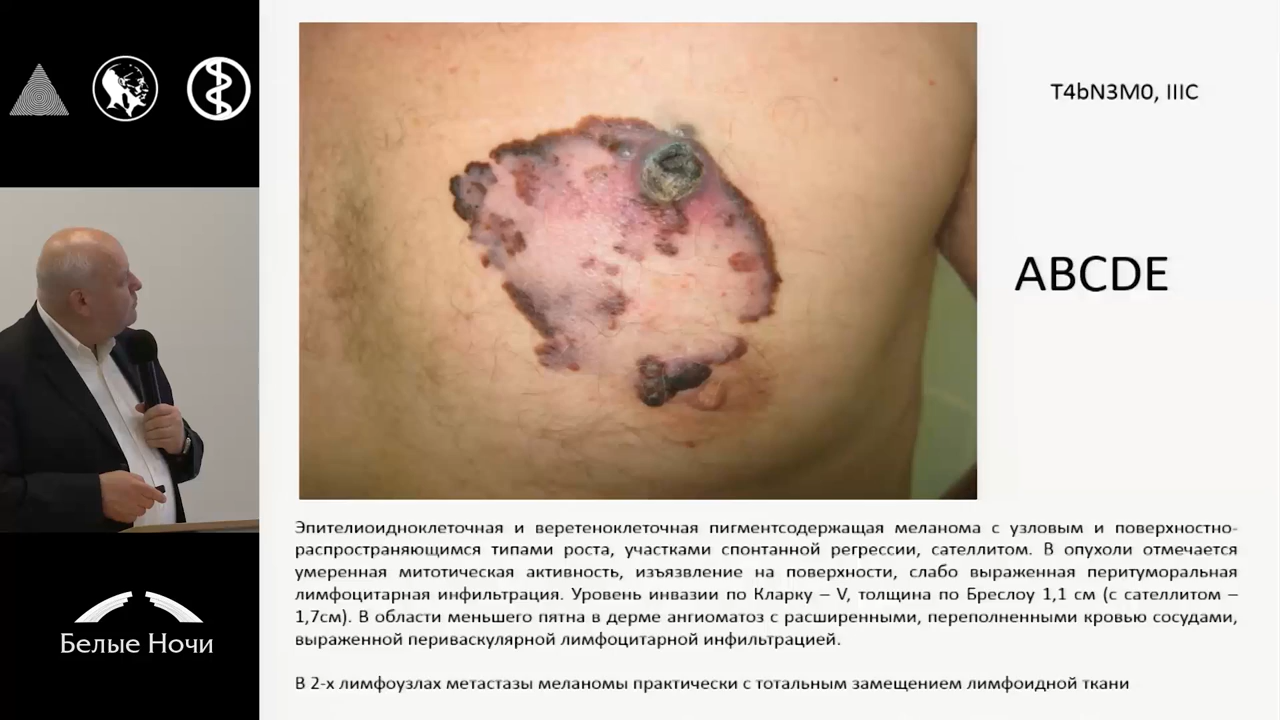 T4bN3M0, IIIC
ABCDE
Эпителиоидноклеточная и веретеноклеточная пигментсодержащая меланома с узловым и поверхностно-
распространяющимся типами роста, участками спонтанной регрессии, сателлитом. В опухоли отмечается
умеренная митотическая активность, изъязвление на поверхности, слабо выраженная перитуморальная
лимфоцитарная инфильтрация. Уровень инвазии по Кларку – V, толщина по Бреслоу 1,1 см (с сателлитом –
1,7см). В области меньшего пятна в дерме ангиоматоз с расширенными, переполненными кровью сосудами,
выраженной периваскулярной лимфоцитарной инфильтрацией.
В 2-х лимфоузлах метастазы меланомы практически с тотальным замещением лимфоидной ткани
Белые Ночи